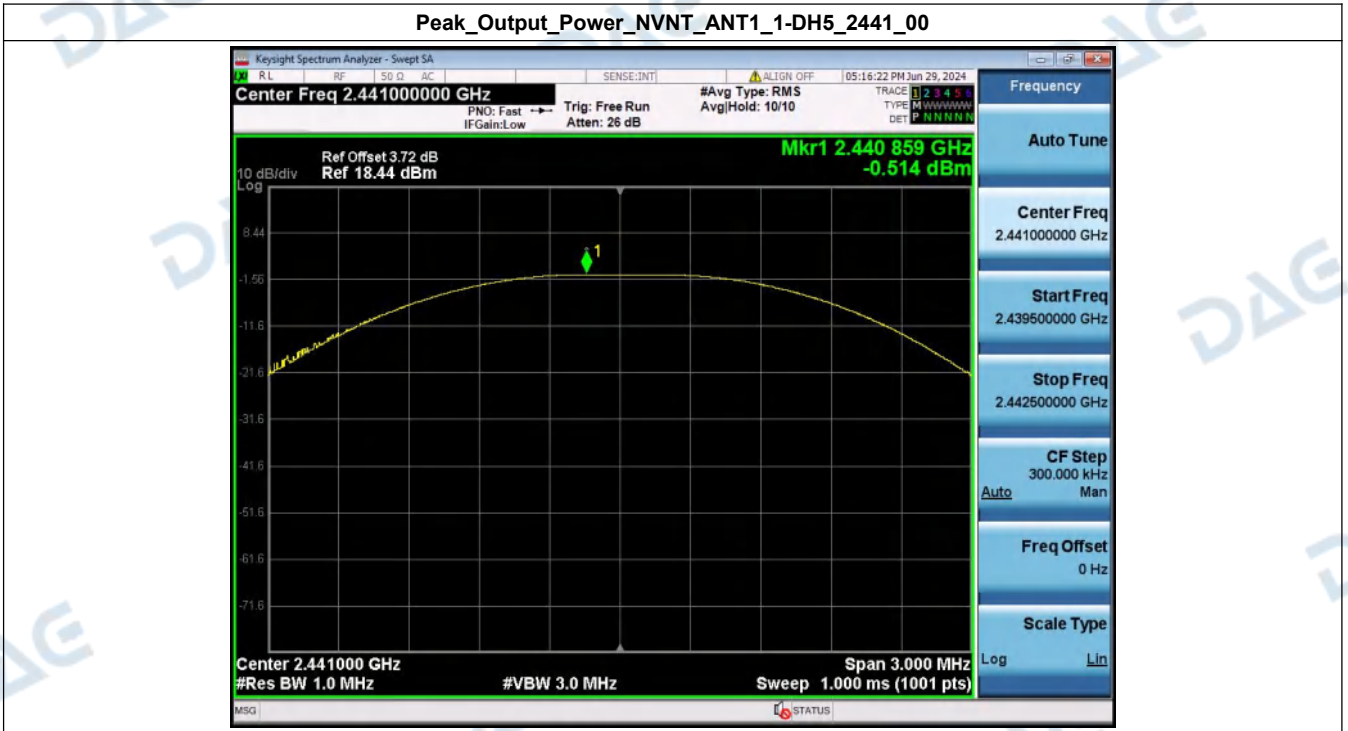 Peak_Output_Power_NVNT_ANT1_1-DH5_2441_00
Keysight Spectrum Analyzer - Swept SA
LXI RL RF 50 Ω AC SENSE:INT ALIGN OFF 05:16:22 PM Jun 29, 2024
Center Freq 2.441000000 GHz
PNO: Fast
IFGain:Low
Trig: Free Run
Atten: 26 dB
#Avg Type: RMS
Avg|Hold: 10/10
TRACE 1 2 3 4 5 6
TYPE M WWWWW
DET P N N N N N
Ref Offset 3.72 dB
10 dB/div Ref 18.44 dBm
Log
Mkr1 2.440 859 GHz
-0.514 dBm
8.44
1
-1.56
-11.6
-21.6
-31.6
-41.6
-51.6
-61.6
-71.6
Center 2.441000 GHz
Span 3.000 MHz
#Res BW 1.0 MHz
#VBW 3.0 MHz
Sweep 1.000 ms (1001 pts)
MSG
STATUS
Frequency
Auto Tune
Center Freq
2.441000000 GHz
Start Freq
2.439500000 GHz
Stop Freq
2.442500000 GHz
CF Step
300.000 kHz
Auto Man
Freq Offset
0 Hz
Scale Type
Log Lin
DAG